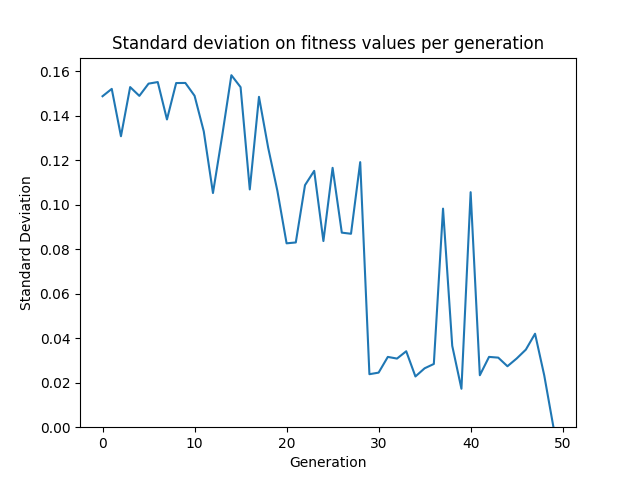 Standard deviation on fitness values per generation
0.16
0.14
0.12
0.10
0.08
0.06
0.04
0.02
0.00
Standard Deviation
0 10 20 30 40 50
Generation